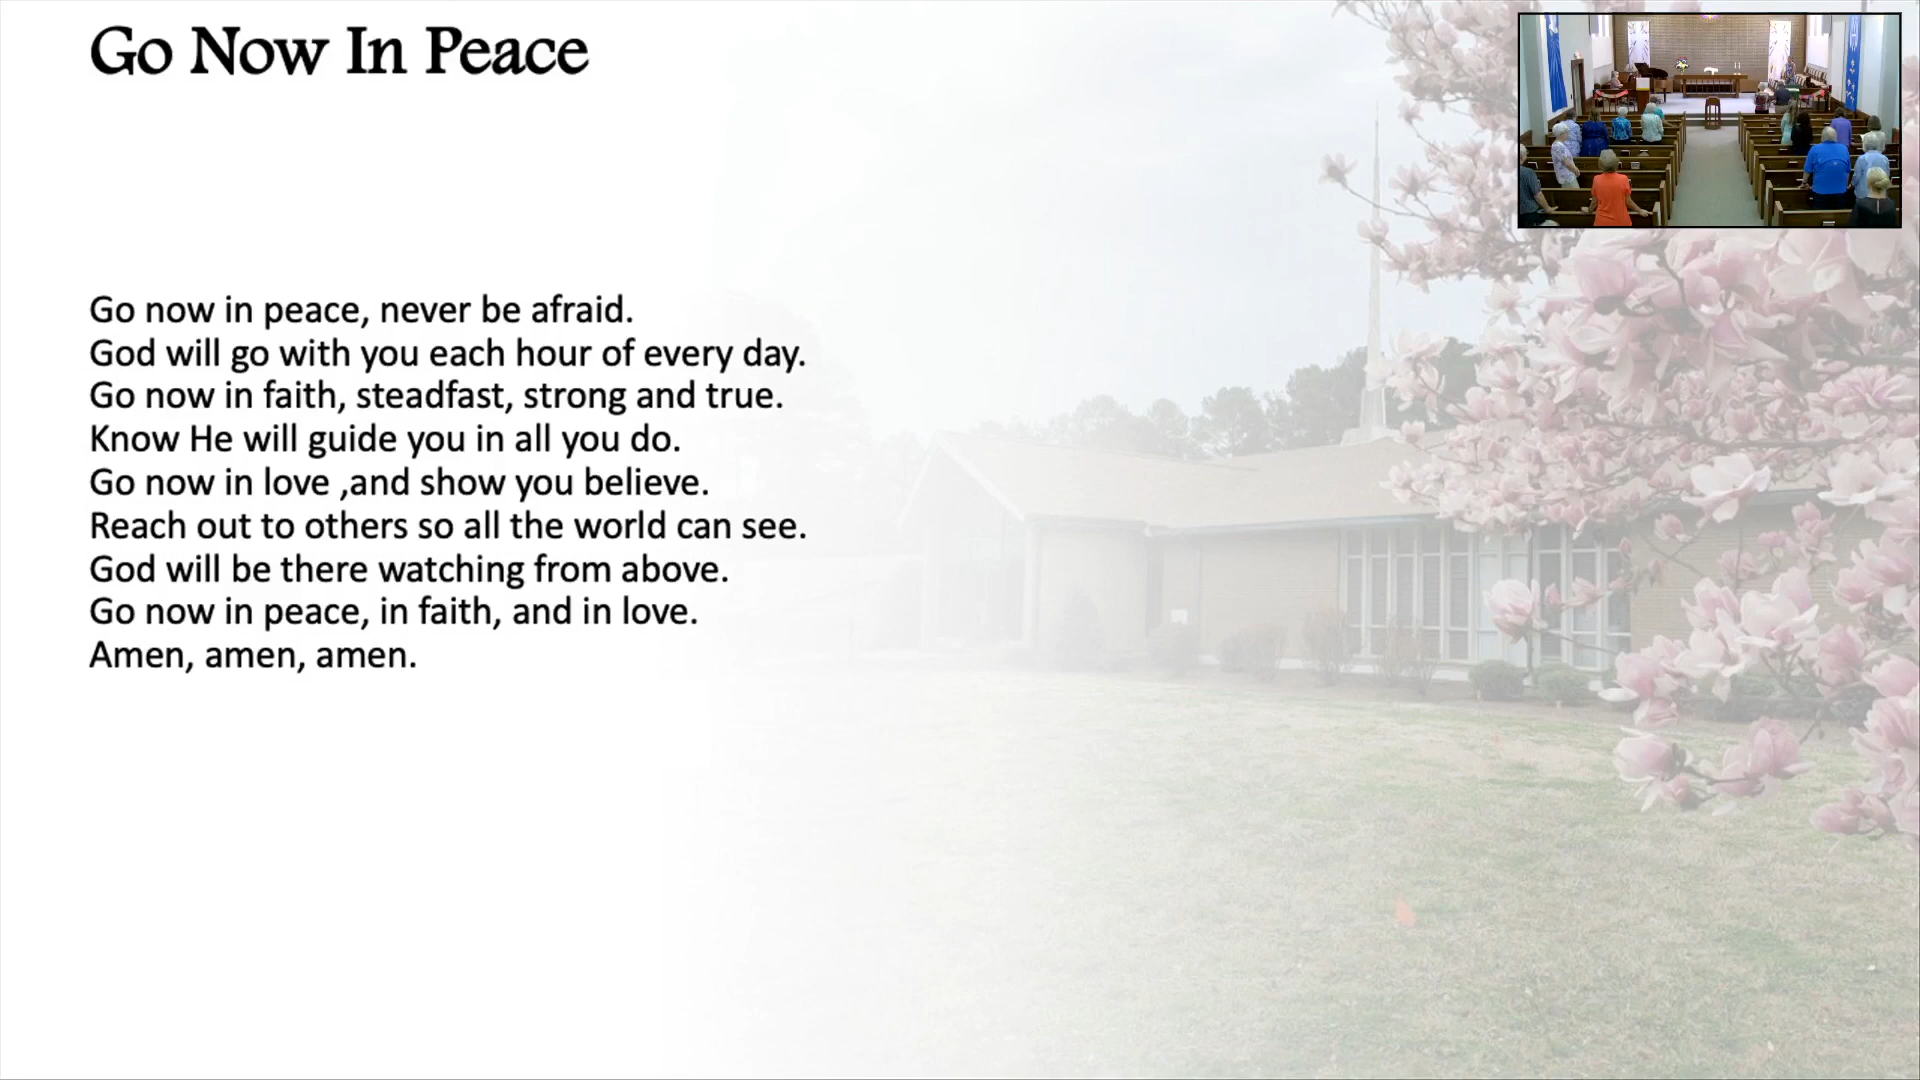 Go Now In Peace
Go now in peace, never be afraid.
God will go with you each hour of every day.
Go now in faith, steadfast, strong and true.
Know He will guide you in all you do.
Go now in love ,and show you believe.
Reach out to others so all the world can see.
God will be there watching from above.
Go now in peace, in faith, and in love.
Amen, amen, amen.